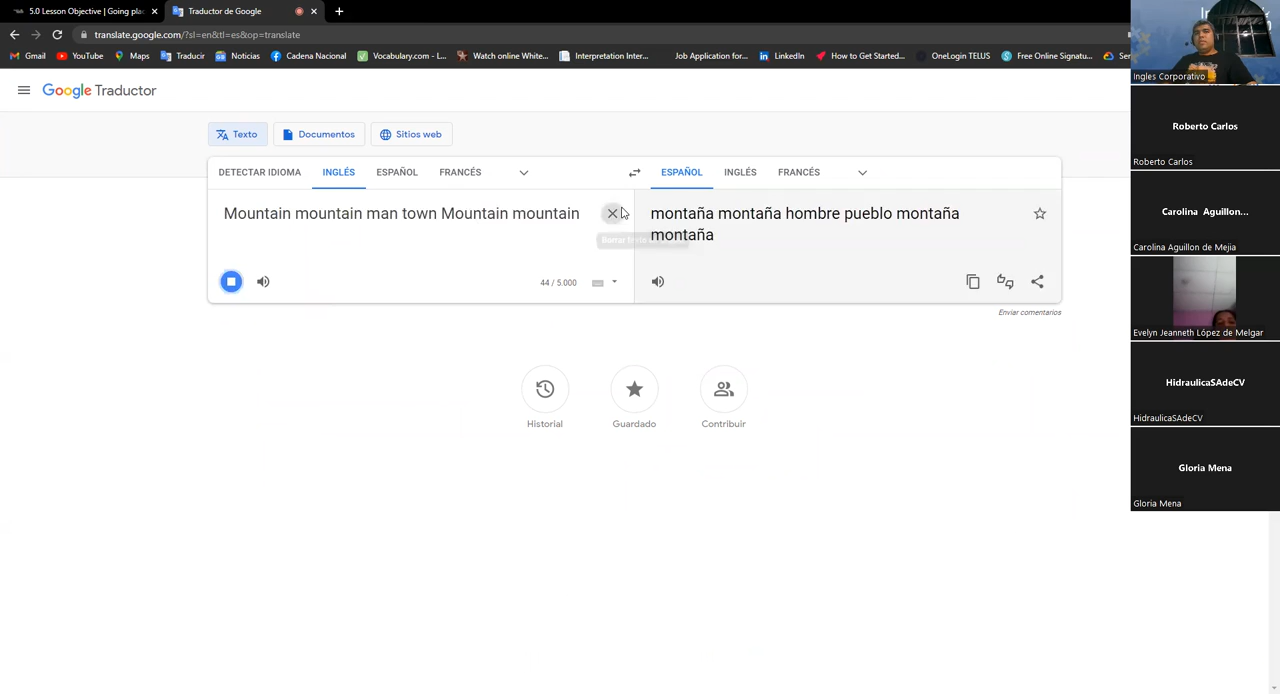 5.0 Lesson Objective | Going pla
Traductor de Google
translate.google.com/?sl=en&tl=es&op=translate
Gmail
YouTube
Maps
Traducir
Noticias
Cadena Nacional
Vocabulary.com - L...
Watch online White...
Interpretation Inter...
Job Application for...
LinkedIn
How to Get Started...
OneLogin TELUS
Free Online Signatu...
Ser
Google Traductor
Texto
Documentos
Sitios web
DETECTAR IDIOMA
INGLÉS
ESPAÑOL
FRANCÉS
ESPAÑOL
INGLÉS
FRANCÉS
Mountain mountain man town Mountain mountain
montaña montaña hombre pueblo montaña
montaña
Borrar
44 / 5.000
Enviar comentarios
Historial
Guardado
Contribuir
Ingles Corporativo
Roberto Carlos
Roberto Carlos
Carolina Aguillon...
Carolina Aguillon de Mejia
Evelyn Jeanneth López de Melgar
HidraulicaSAdeCV
HidraulicaSAdeCV
Gloria Mena
Gloria Mena